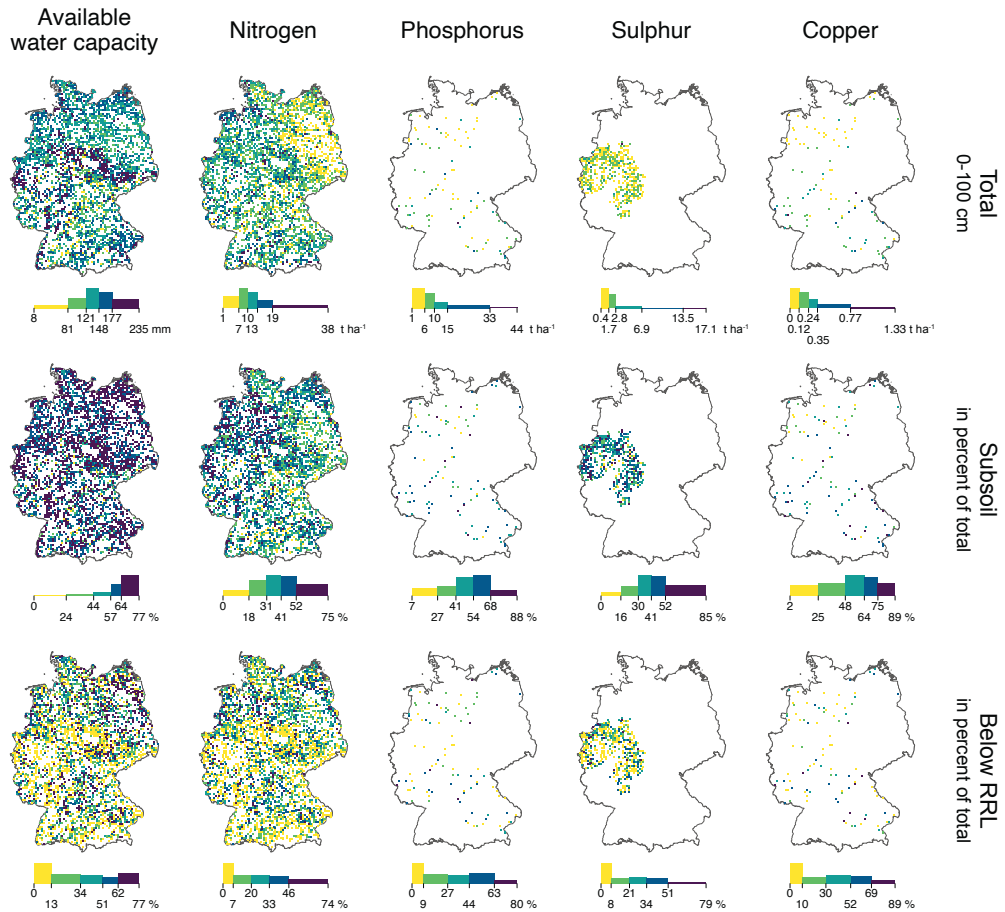 Available
water capacity
Nitrogen
Phosphorus
Sulphur
Copper
Total
0-100 cm
8 121 177
81 148 235 mm
1 10 19
7 13 38 t ha-1
1 10 33
6 15 44 t ha-1
0.4 2.8 13.5
1.7 6.9 17.1 t ha-1
0 0.24 0.77
0.12 1.33 t ha-1
0.35
Subsoil
in percent of total
0 44 64
24 57 77 %
0 31 52
18 41 75 %
7 41 68
27 54 88 %
0 30 52
16 41 85 %
2 48 75
25 64 89 %
Below RRL
in percent of total
0 34 62
13 51 77 %
0 20 46
7 33 74 %
0 27 63
9 44 80 %
0 21 51
8 34 79 %
0 30 69
10 52 89 %